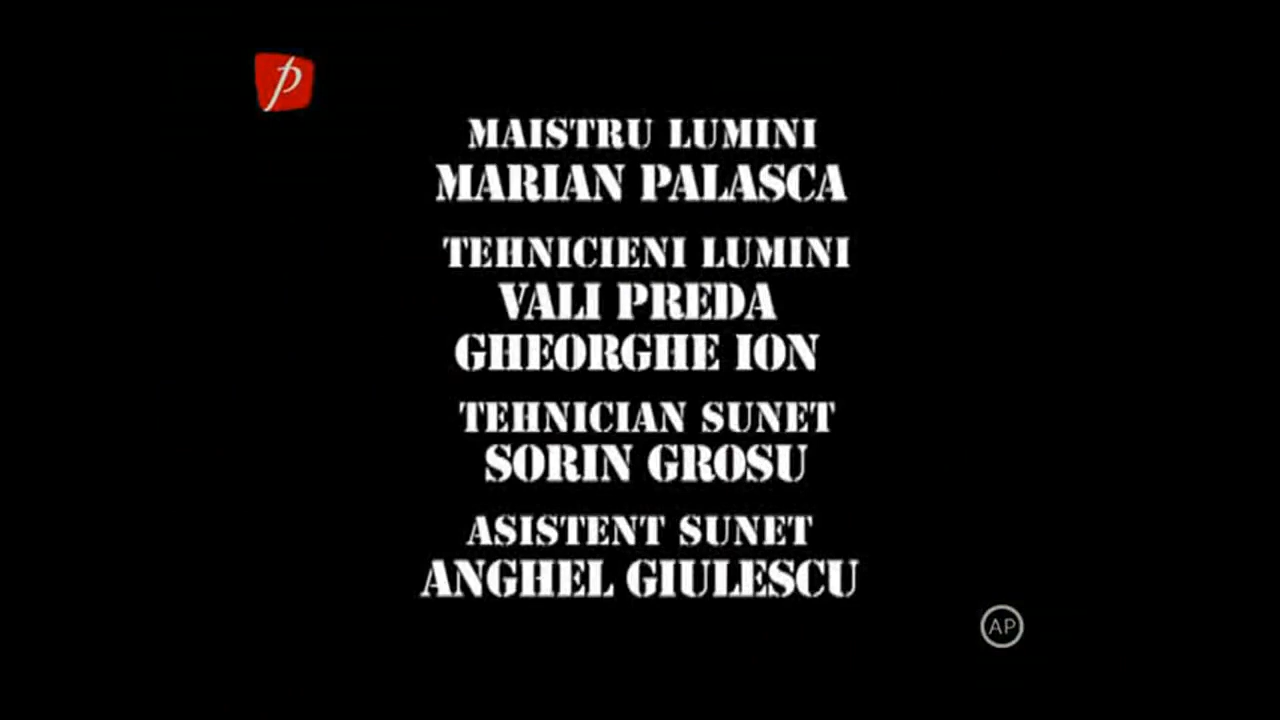 p
MAISTRU LUMINI
MARIAN PALASCA
TEHNICIENI LUMINI
VALI PREDA
GHEORGHE ION
TEHNICIAN SUNET
SORIN GROSU
ASISTENT SUNET
ANGHEL GIULESCU
AP